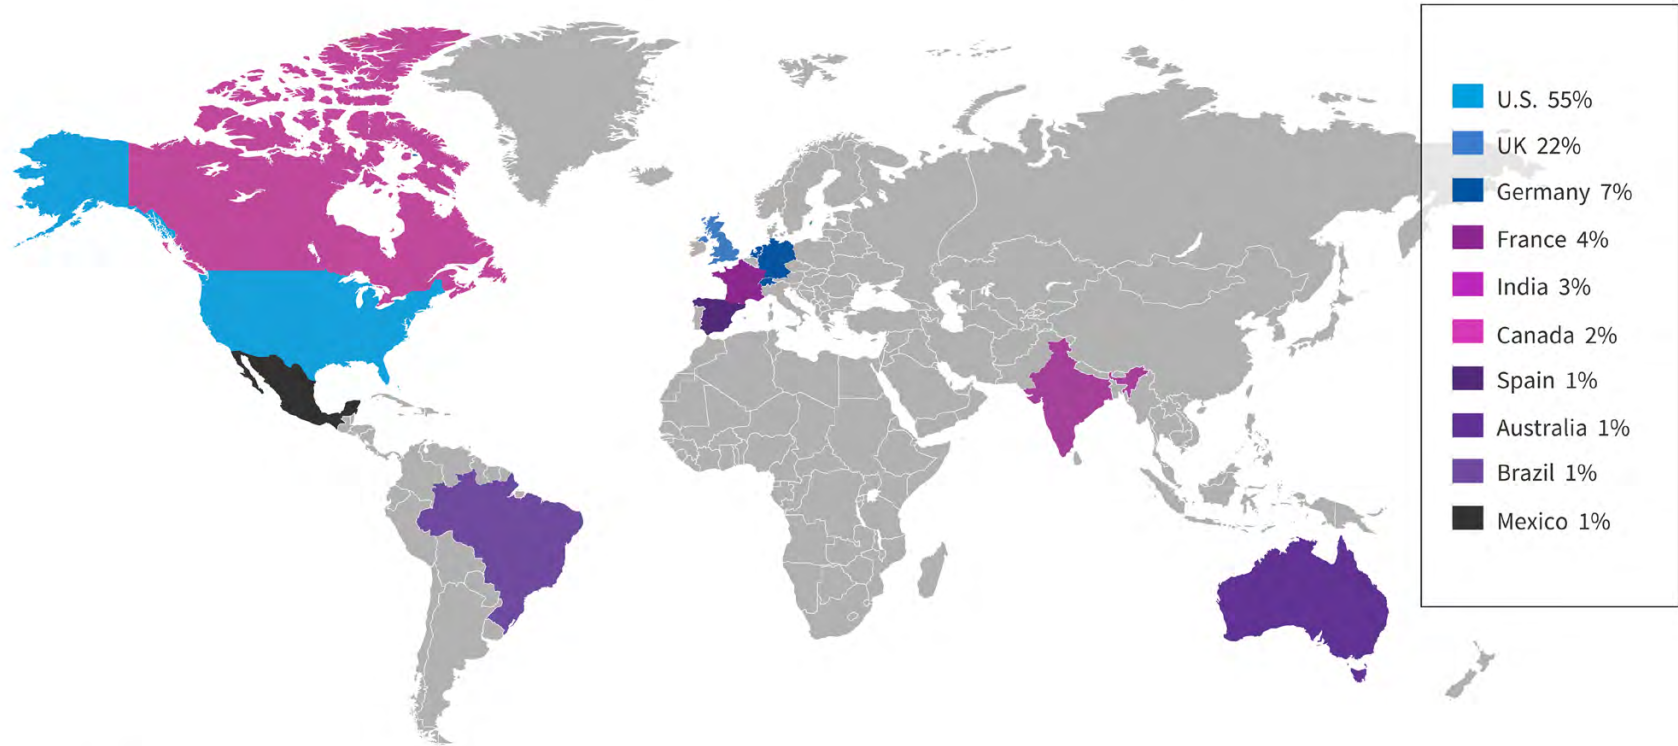 U.S. 55%
UK 22%
Germany 7%
France 4%
India 3%
Canada 2%
Spain 1%
Australia 1%
Brazil 1%
Mexico 1%